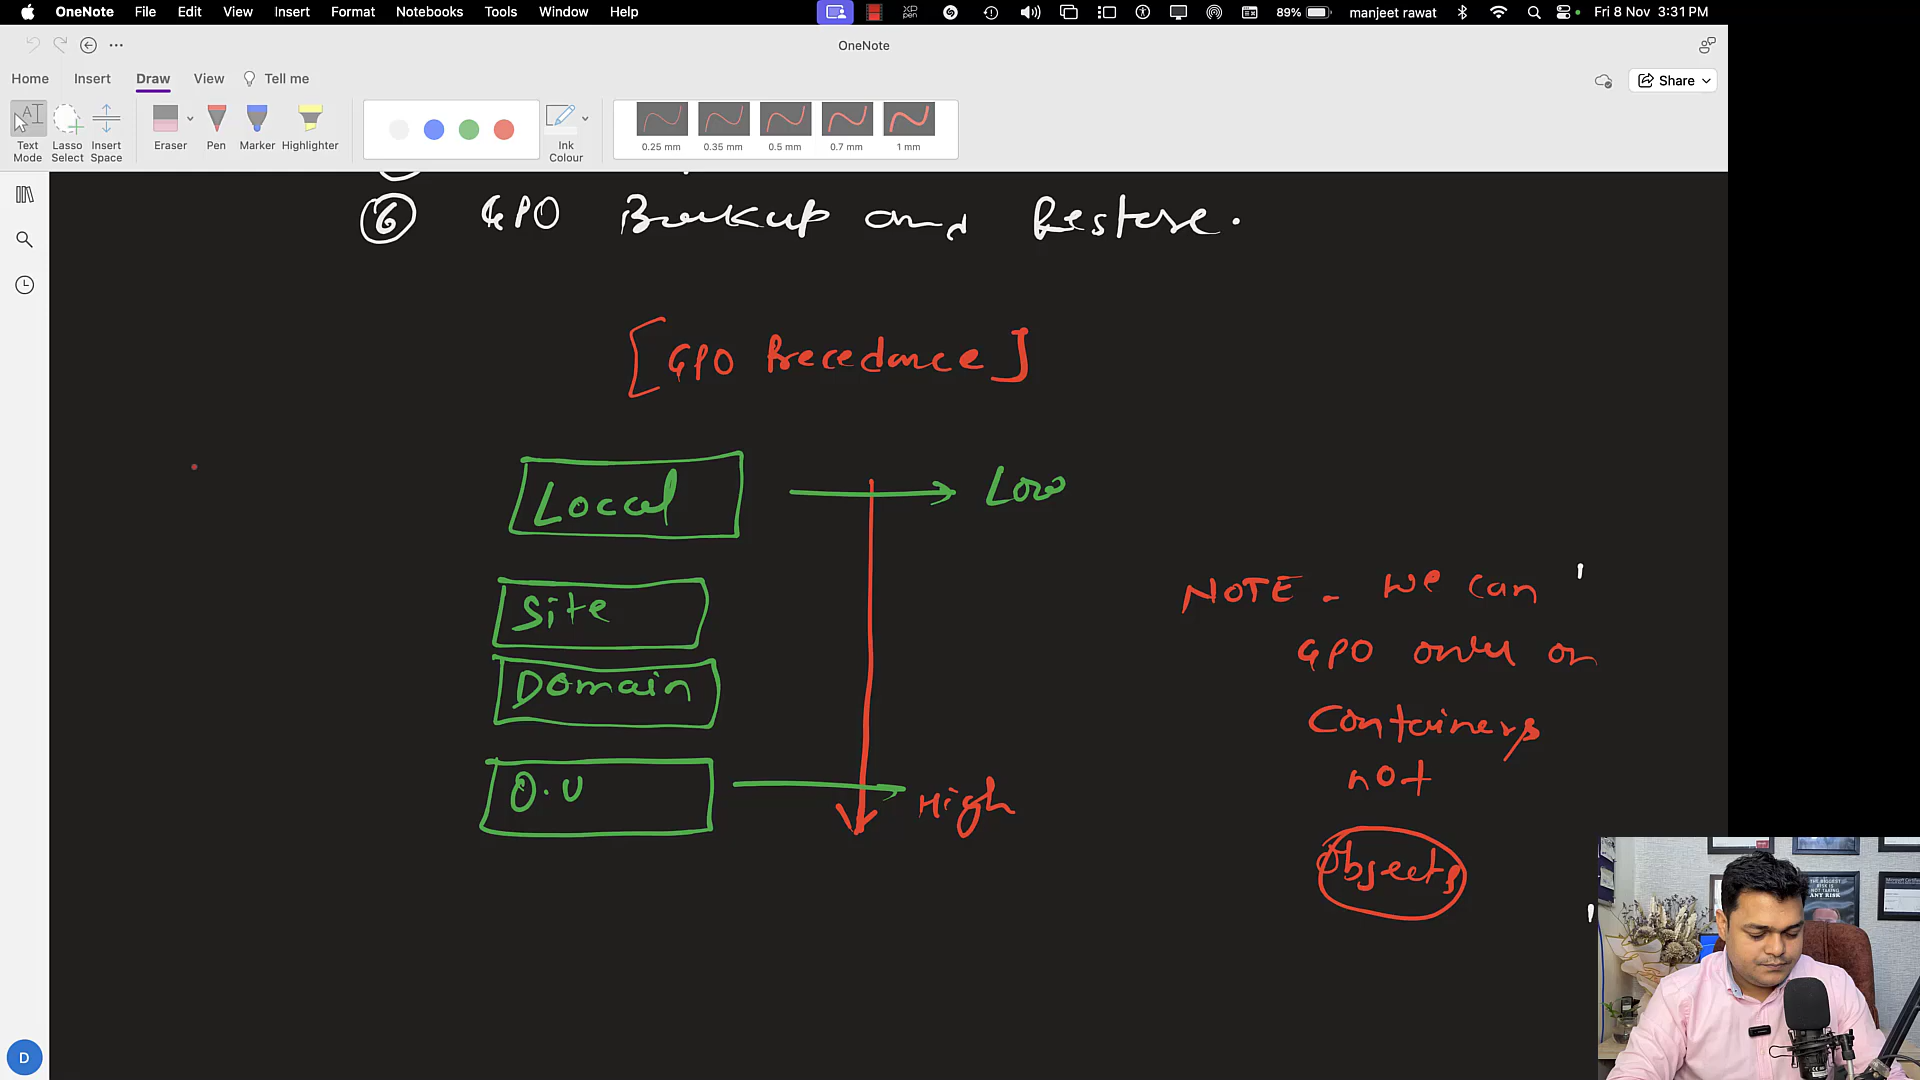 OneNote File Edit View Insert Format Notebooks Tools Window Help 89% manjeet rawat Fri 8 Nov 3:31 PM
OneNote
Home Insert Draw View Tell me Share
Text Mode Lasso Select Insert Space Eraser Pen Marker Highlighter Ink Colour 0.25 mm 0.35 mm 0.5 mm 0.7 mm 1 mm
6 GPO Backup and Restore.
[GPO Precedance]
Local Low
Site
Domain
O.U High
NOTE - We can
GPO on
Containers
not
Objects
D